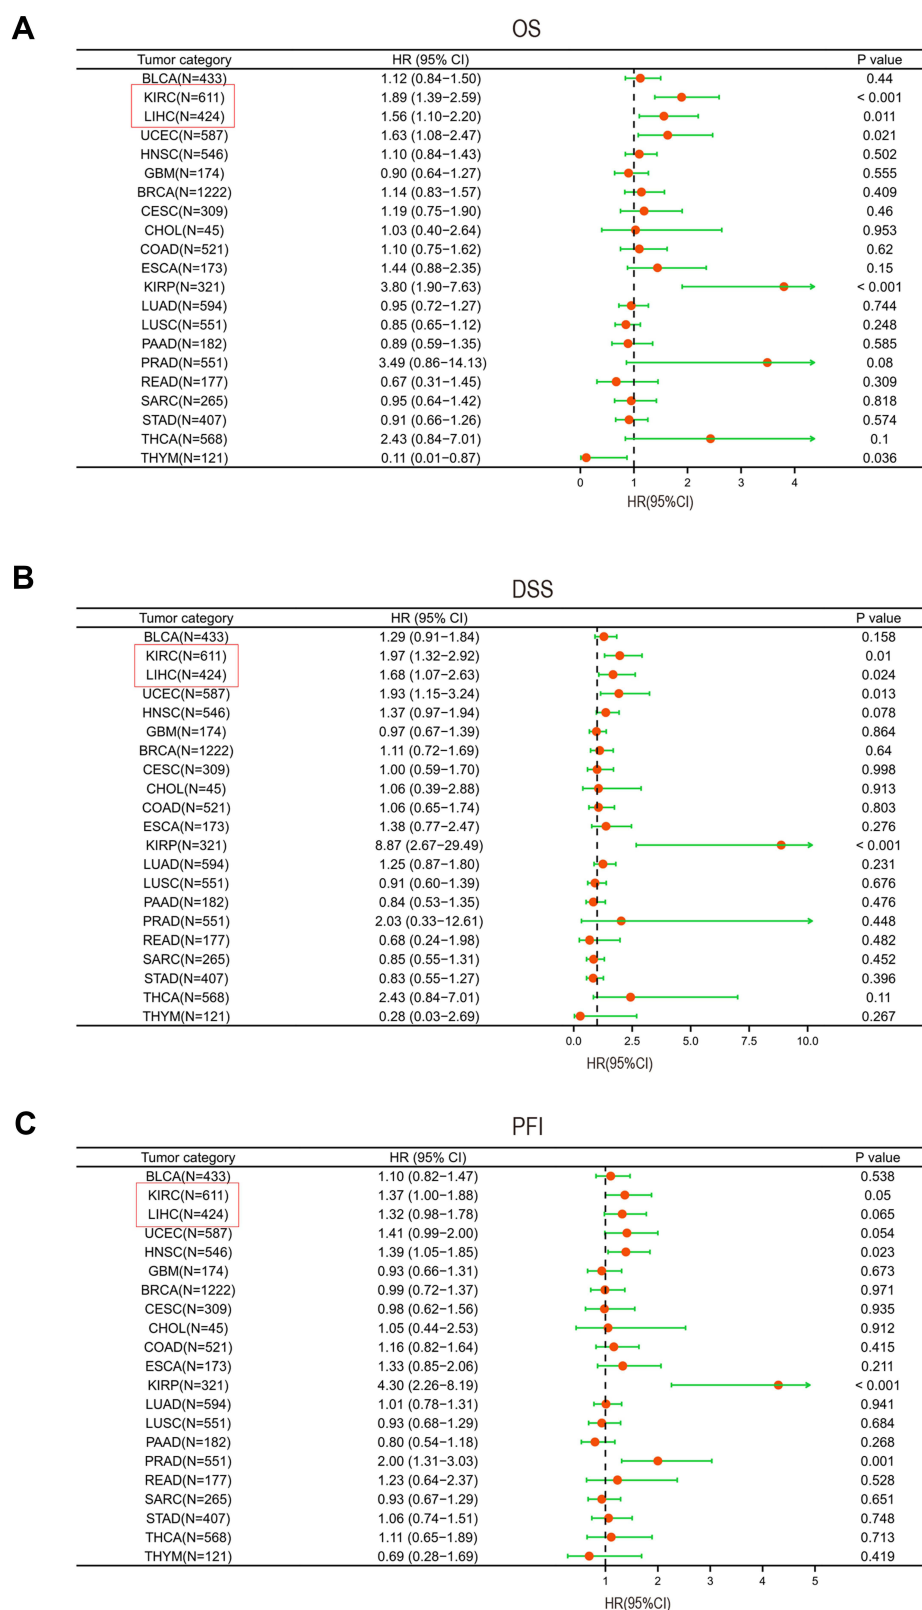 A
OS
Tumor category HR (95% CI) P value
BLCA(N=433) 1.12 (0.84−1.50) 0.44
KIRC(N=611) 1.89 (1.39−2.59) < 0.001
LIHC(N=424) 1.56 (1.10−2.20) 0.011
UCEC(N=587) 1.63 (1.08−2.47) 0.021
HNSC(N=546) 1.10 (0.84−1.43) 0.502
GBM(N=174) 0.90 (0.64−1.27) 0.555
BRCA(N=1222) 1.14 (0.83−1.57) 0.409
CESC(N=309) 1.19 (0.75−1.90) 0.46
CHOL(N=45) 1.03 (0.40−2.64) 0.953
COAD(N=521) 1.10 (0.75−1.62) 0.62
ESCA(N=173) 1.44 (0.88−2.35) 0.15
KIRP(N=321) 3.80 (1.90−7.63) < 0.001
LUAD(N=594) 0.95 (0.72−1.27) 0.744
LUSC(N=551) 0.85 (0.65−1.12) 0.248
PAAD(N=182) 0.89 (0.59−1.35) 0.585
PRAD(N=551) 3.49 (0.86−14.13) 0.08
READ(N=177) 0.67 (0.31−1.45) 0.309
SARC(N=265) 0.95 (0.64−1.42) 0.818
STAD(N=407) 0.91 (0.66−1.26) 0.574
THCA(N=568) 2.43 (0.84−7.01) 0.1
THYM(N=121) 0.11 (0.01−0.87) 0.036
0 1 2 3 4
HR(95%CI)
B
DSS
Tumor category HR (95% CI) P value
BLCA(N=433) 1.29 (0.91−1.84) 0.158
KIRC(N=611) 1.97 (1.32−2.92) 0.01
LIHC(N=424) 1.68 (1.07−2.63) 0.024
UCEC(N=587) 1.93 (1.15−3.24) 0.013
HNSC(N=546) 1.37 (0.97−1.94) 0.078
GBM(N=174) 0.97 (0.67−1.39) 0.864
BRCA(N=1222) 1.11 (0.72−1.69) 0.64
CESC(N=309) 1.00 (0.59−1.70) 0.998
CHOL(N=45) 1.06 (0.39−2.88) 0.913
COAD(N=521) 1.06 (0.65−1.74) 0.803
ESCA(N=173) 1.38 (0.77−2.47) 0.276
KIRP(N=321) 8.87 (2.67−29.49) < 0.001
LUAD(N=594) 1.25 (0.87−1.80) 0.231
LUSC(N=551) 0.91 (0.60−1.39) 0.676
PAAD(N=182) 0.84 (0.53−1.35) 0.476
PRAD(N=551) 2.03 (0.33−12.61) 0.448
READ(N=177) 0.68 (0.24−1.98) 0.482
SARC(N=265) 0.85 (0.55−1.31) 0.452
STAD(N=407) 0.83 (0.55−1.27) 0.396
THCA(N=568) 2.43 (0.84−7.01) 0.11
THYM(N=121) 0.28 (0.03−2.69) 0.267
0.0 2.5 5.0 7.5 10.0
HR(95%CI)
C
PFI
Tumor category HR (95% CI) P value
BLCA(N=433) 1.10 (0.82−1.47) 0.538
KIRC(N=611) 1.37 (1.00−1.88) 0.05
LIHC(N=424) 1.32 (0.98−1.78) 0.065
UCEC(N=587) 1.41 (0.99−2.00) 0.054
HNSC(N=546) 1.39 (1.05−1.85) 0.023
GBM(N=174) 0.93 (0.66−1.31) 0.673
BRCA(N=1222) 0.99 (0.72−1.37) 0.971
CESC(N=309) 0.98 (0.62−1.56) 0.935
CHOL(N=45) 1.05 (0.44−2.53) 0.912
COAD(N=521) 1.16 (0.82−1.64) 0.415
ESCA(N=173) 1.33 (0.85−2.06) 0.211
KIRP(N=321) 4.30 (2.26−8.19) < 0.001
LUAD(N=594) 1.01 (0.78−1.31) 0.941
LUSC(N=551) 0.93 (0.68−1.29) 0.684
PAAD(N=182) 0.80 (0.54−1.18) 0.268
PRAD(N=551) 2.00 (1.31−3.03) 0.001
READ(N=177) 1.23 (0.64−2.37) 0.528
SARC(N=265) 0.93 (0.67−1.29) 0.651
STAD(N=407) 1.06 (0.74−1.51) 0.748
THCA(N=568) 1.11 (0.65−1.89) 0.713
THYM(N=121) 0.69 (0.28−1.69) 0.419
1 2 3 4 5
HR(95%CI)